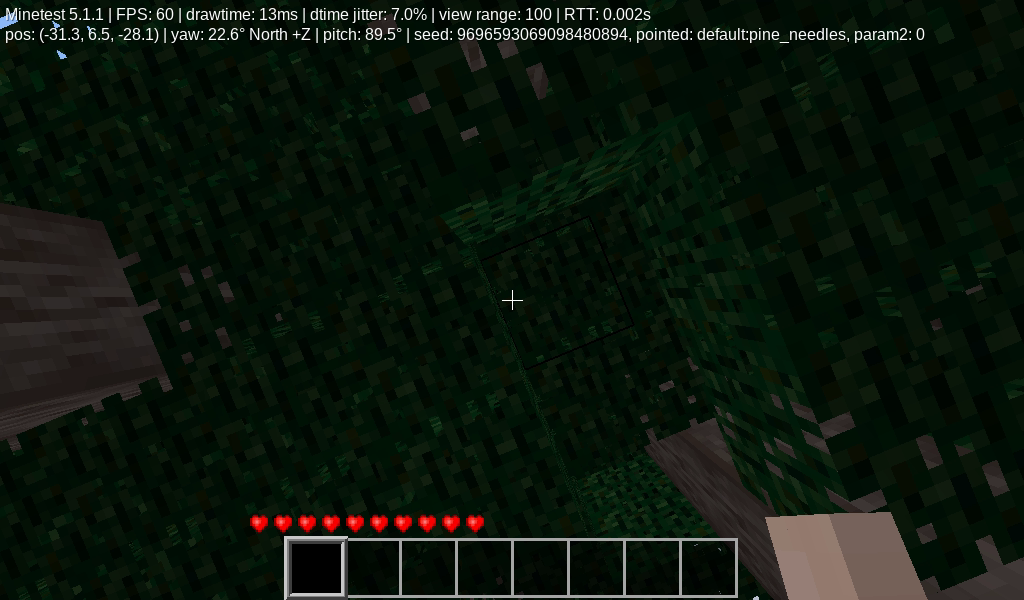 Minetest 5.1.1 | FPS: 60 | drawtime: 13ms | dtime jitter: 7.0% | view range: 100 | RTT: 0.002s
pos: (-31.3, 6.5, -28.1) | yaw: 22.6° North +Z | pitch: 89.5° | seed: 9696593069098480894, pointed: default:pine_needles, param2: 0